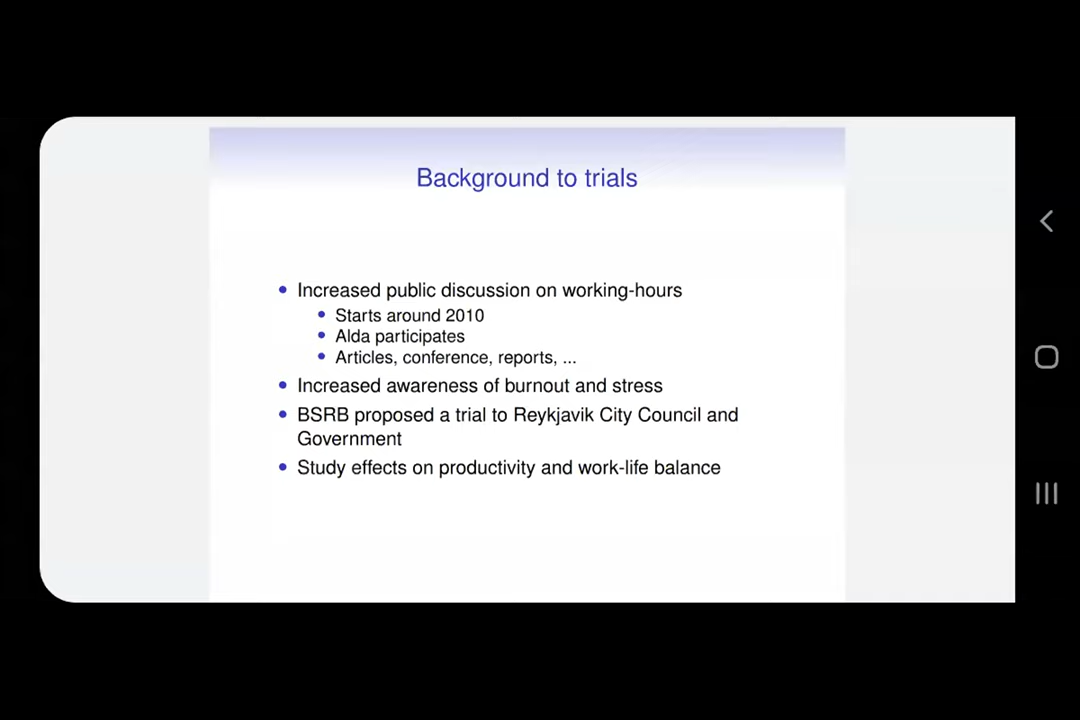 Background to trials
Increased public discussion on working-hours
Starts around 2010
Alda participates
Articles, conference, reports, ...
Increased awareness of burnout and stress
BSRB proposed a trial to Reykjavik City Council and
Government
Study effects on productivity and work-life balance